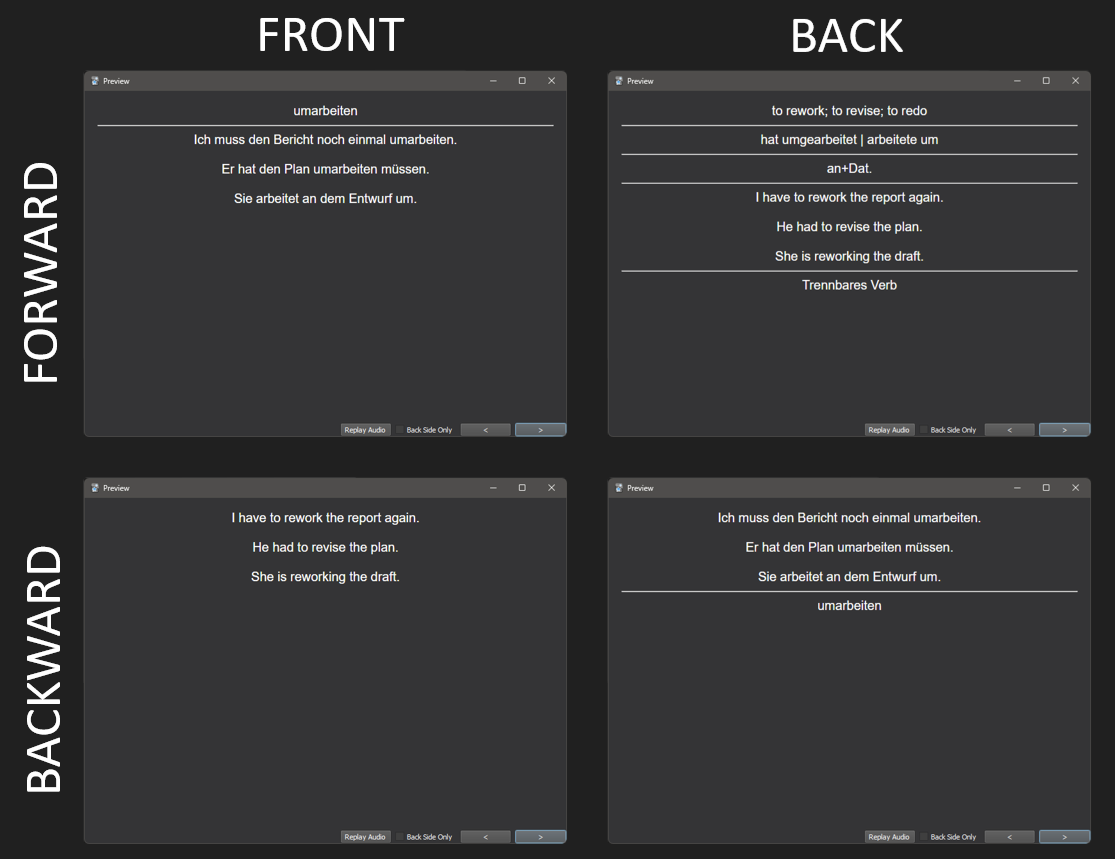 FRONT
BACK
FORWARD
Preview
umarbeiten
Ich muss den Bericht noch einmal umarbeiten.
Er hat den Plan umarbeiten müssen.
Sie arbeitet an dem Entwurf um.
Replay Audio
Back Side Only
<
>
Preview
to rework; to revise; to redo
hat umgearbeitet | arbeitete um
an+Dat.
I have to rework the report again.
He had to revise the plan.
She is reworking the draft.
Trennbares Verb
Replay Audio
Back Side Only
<
>
BACKWARD
Preview
I have to rework the report again.
He had to revise the plan.
She is reworking the draft.
Replay Audio
Back Side Only
<
>
Preview
Ich muss den Bericht noch einmal umarbeiten.
Er hat den Plan umarbeiten müssen.
Sie arbeitet an dem Entwurf um.
umarbeiten
Replay Audio
Back Side Only
<
>